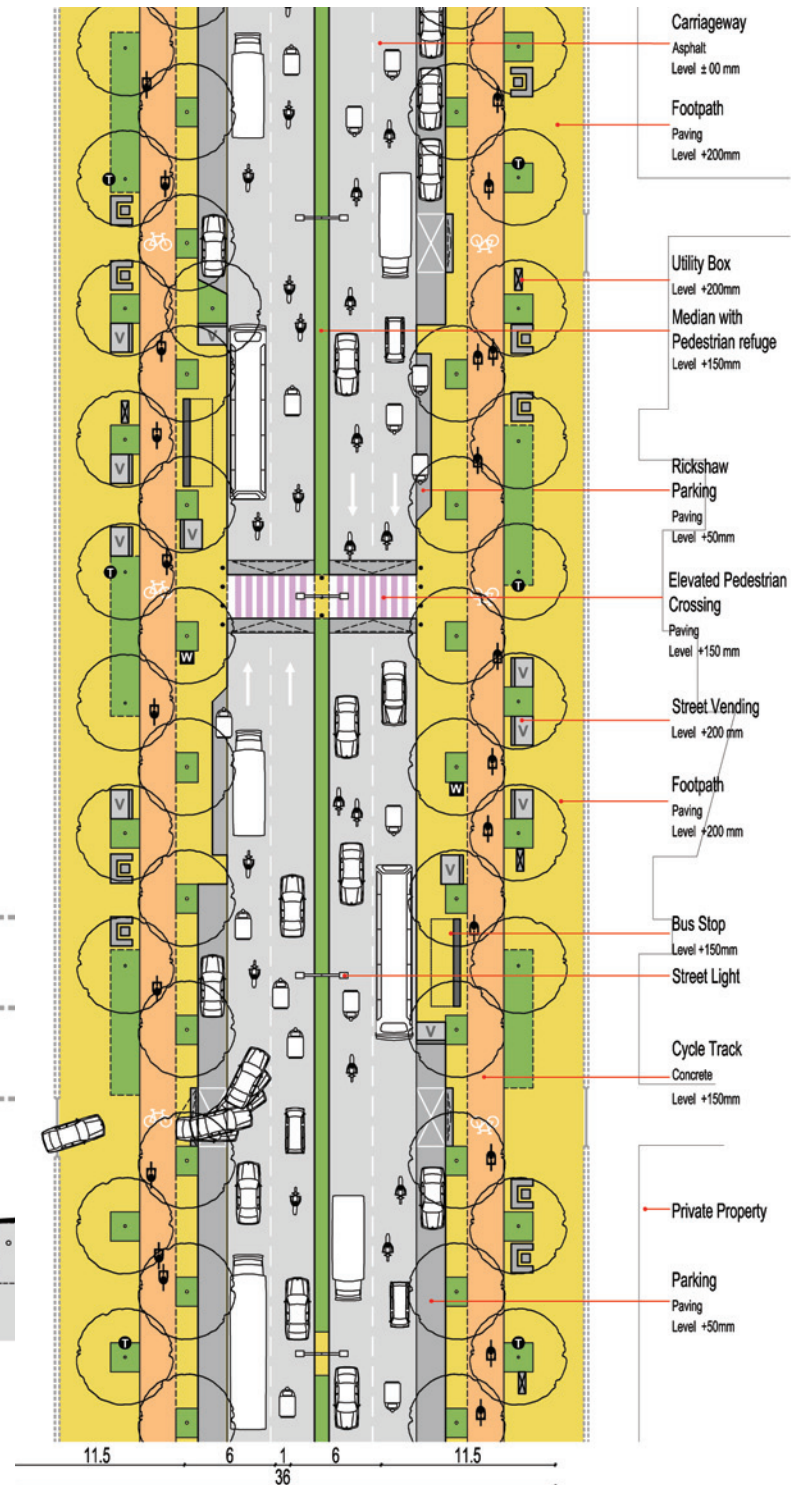 Carriageway
Asphalt
Level ± 00 mm
Footpath
Paving
Level +200mm
T
T
Utility Box
Level +200mm
Median with
Pedestrian refuge
Level +150mm
V
V
V
Rickshaw
Parking
Paving
Level +50mm
V
V
T
T
Elevated Pedestrian
Crossing
Paving
Level +150 mm
W
V
Street Vending
Level +200 mm
V
W
Footpath
Paving
Level +200 mm
V
V
V
Bus Stop
Level +150mm
Street Light
V
Cycle Track
Concrete
Level +150mm
Private Property
Parking
Paving
Level +50mm
T
T
11.5 6 1 6 11.5
36